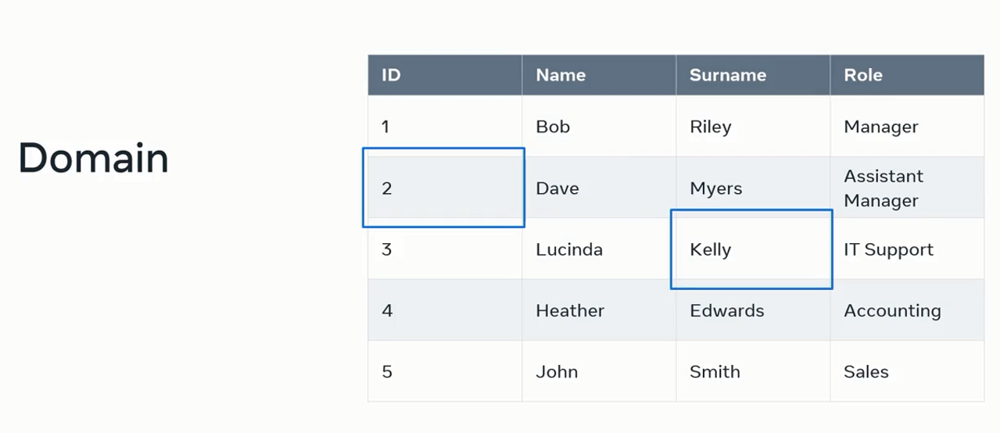 Domain
ID Name Surname Role
1 Bob Riley Manager
2 Dave Myers Assistant
Manager
3 Lucinda Kelly IT Support
4 Heather Edwards Accounting
5 John Smith Sales